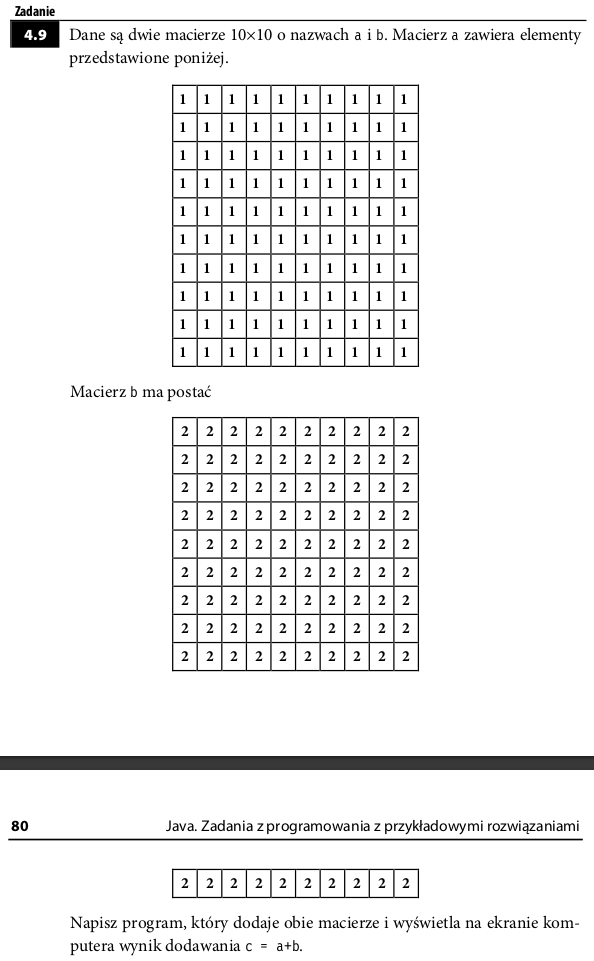 Zadanie
4.9 Dane są dwie macierze 10×10 o nazwach a i b. Macierz a zawiera elementy
przedstawione poniżej.
1 1 1 1 1 1 1 1 1 1
1 1 1 1 1 1 1 1 1 1
1 1 1 1 1 1 1 1 1 1
1 1 1 1 1 1 1 1 1 1
1 1 1 1 1 1 1 1 1 1
1 1 1 1 1 1 1 1 1 1
1 1 1 1 1 1 1 1 1 1
1 1 1 1 1 1 1 1 1 1
1 1 1 1 1 1 1 1 1 1
1 1 1 1 1 1 1 1 1 1
Macierz b ma postać
2 2 2 2 2 2 2 2 2 2
2 2 2 2 2 2 2 2 2 2
2 2 2 2 2 2 2 2 2 2
2 2 2 2 2 2 2 2 2 2
2 2 2 2 2 2 2 2 2 2
2 2 2 2 2 2 2 2 2 2
2 2 2 2 2 2 2 2 2 2
2 2 2 2 2 2 2 2 2 2
2 2 2 2 2 2 2 2 2 2
80 Java. Zadania z programowania z przykładowymi rozwiązaniami
2 2 2 2 2 2 2 2 2 2
Napisz program, który dodaje obie macierze i wyświetla na ekranie kom-
putera wynik dodawania c = a+b.